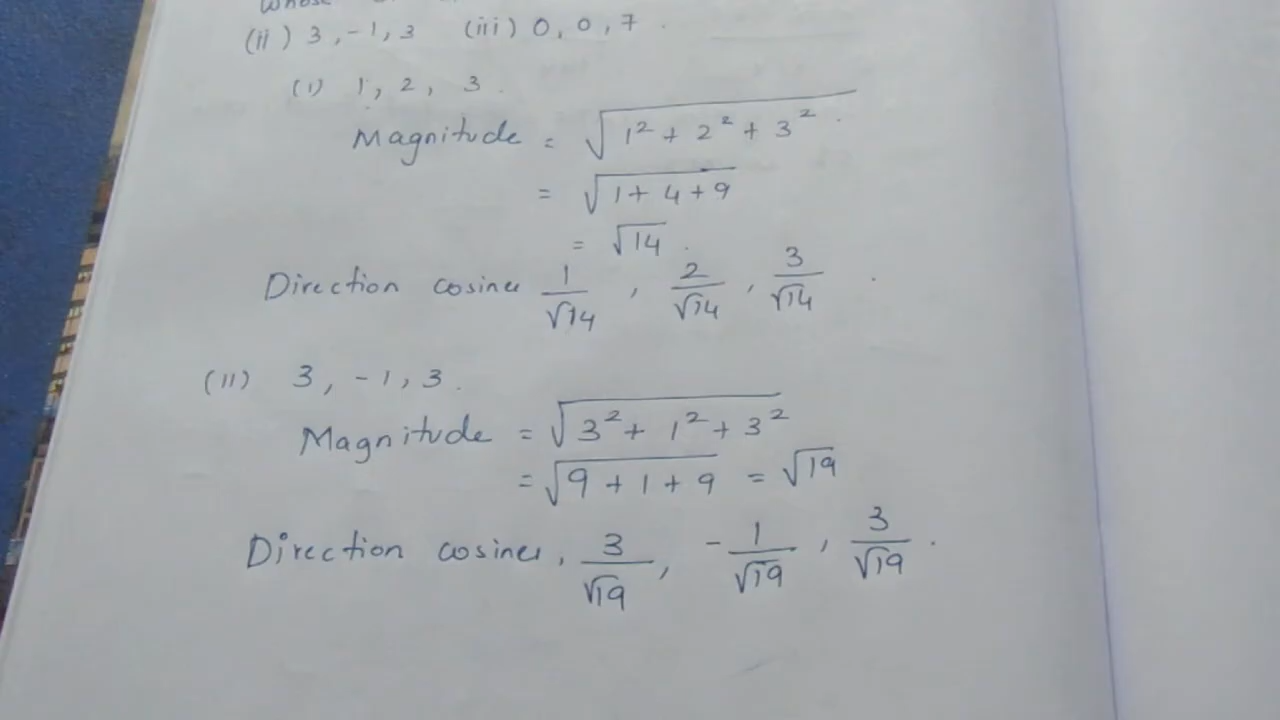 whose
(ii) 3, -1, 3 (iii) 0, 0, 7.
(i) 1, 2, 3.
Magnitude = √(1² + 2² + 3²).
= √(1 + 4 + 9)
= √14.
Direction cosines 1/√14, 2/√14, 3/√14.
(ii) 3, -1, 3.
Magnitude = √(3² + 1² + 3²)
= √(9 + 1 + 9) = √19
Direction cosines, 3/√19, -1/√19, 3/√19.